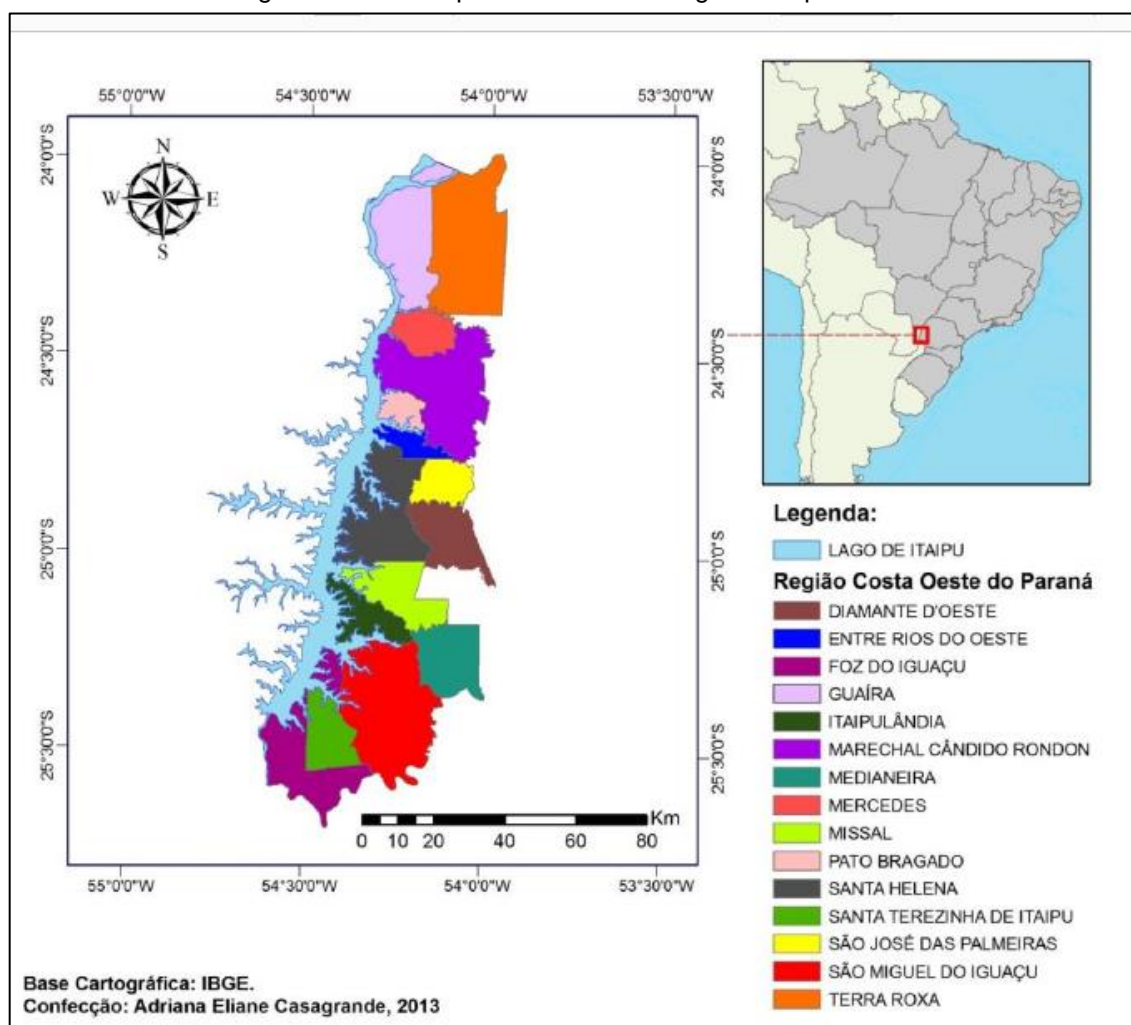 55°0'0"W 54°30'0"W 54°0'0"W 53°30'0"W
24°0'0"S
24°0'0"S
N
W E
S
24°30'0"S
24°30'0"S
25°0'0"S
25°0'0"S
25°30'0"S
25°30'0"S
Km
0 10 20 40 60 80
55°0'0"W 54°30'0"W 54°0'0"W 53°30'0"W
Base Cartográfica: IBGE.
Confecção: Adriana Eliane Casagrande, 2013
Legenda:
LAGO DE ITAIPU
Região Costa Oeste do Paraná
DIAMANTE D'OESTE
ENTRE RIOS DO OESTE
FOZ DO IGUAÇU
GUAÍRA
ITAIPULÂNDIA
MARECHAL CÂNDIDO RONDON
MEDIANEIRA
MERCEDES
MISSAL
PATO BRAGADO
SANTA HELENA
SANTA TEREZINHA DE ITAIPU
SÃO JOSÉ DAS PALMEIRAS
SÃO MIGUEL DO IGUAÇU
TERRA ROXA